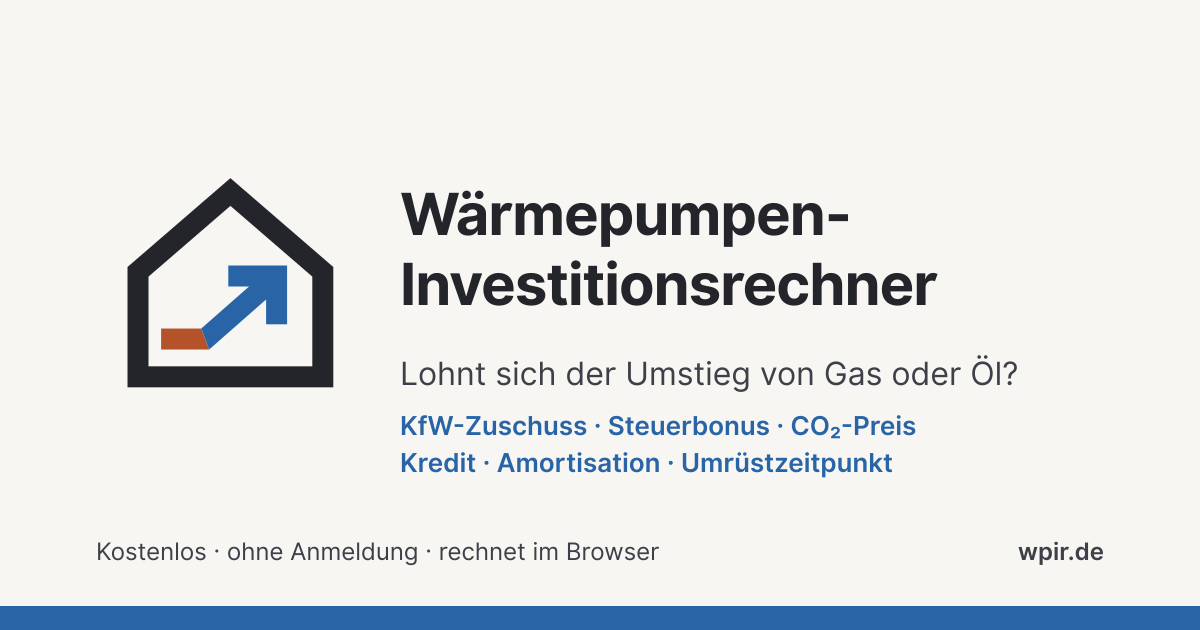 Wärmepumpen-
Investitionsrechner
Lohnt sich der Umstieg von Gas oder Öl?
KfW-Zuschuss · Steuerbonus · CO₂-Preis
Kredit · Amortisation · Umrüstzeitpunkt
Kostenlos · ohne Anmeldung · rechnet im Browser
wpir.de